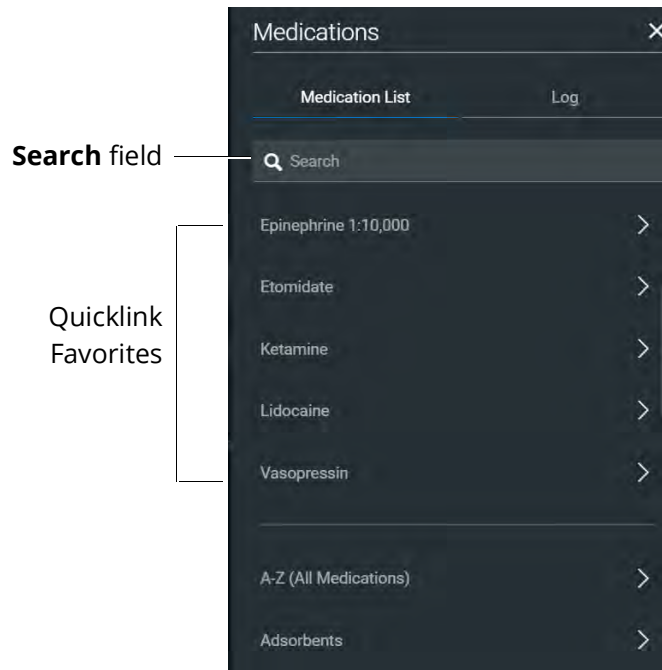 Medications
Medication List Log
Search field
Search
Quicklink
Favorites
Epinephrine 1:10,000
Etomidate
Ketamine
Lidocaine
Vasopressin
A-Z (All Medications)
Adsorbents